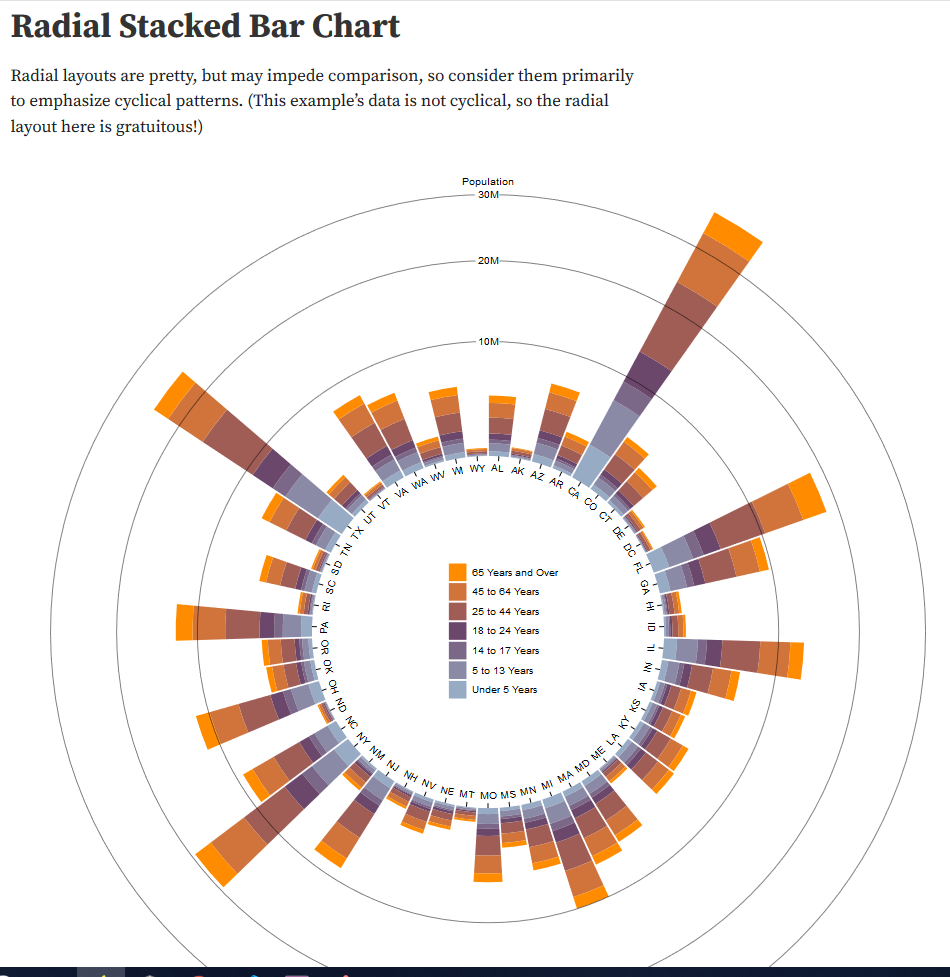 Radial Stacked Bar Chart
Radial layouts are pretty, but may impede comparison, so consider them primarily
to emphasize cyclical patterns. (This example’s data is not cyclical, so the radial
layout here is gratuitous!)
Population
30M
20M
10M
AL
AK
AZ
AR
CA
CO
CT
DE
DC
FL
GA
HI
ID
IL
IN
IA
KS
KY
LA
ME
MD
MA
MI
MN
MS
MO
MT
NE
NV
NH
NJ
NM
NY
NC
ND
OH
OK
OR
PA
RI
SC
SD
TN
TX
UT
VT
VA
WA
WV
WI
WY
65 Years and Over
45 to 64 Years
25 to 44 Years
18 to 24 Years
14 to 17 Years
5 to 13 Years
Under 5 Years